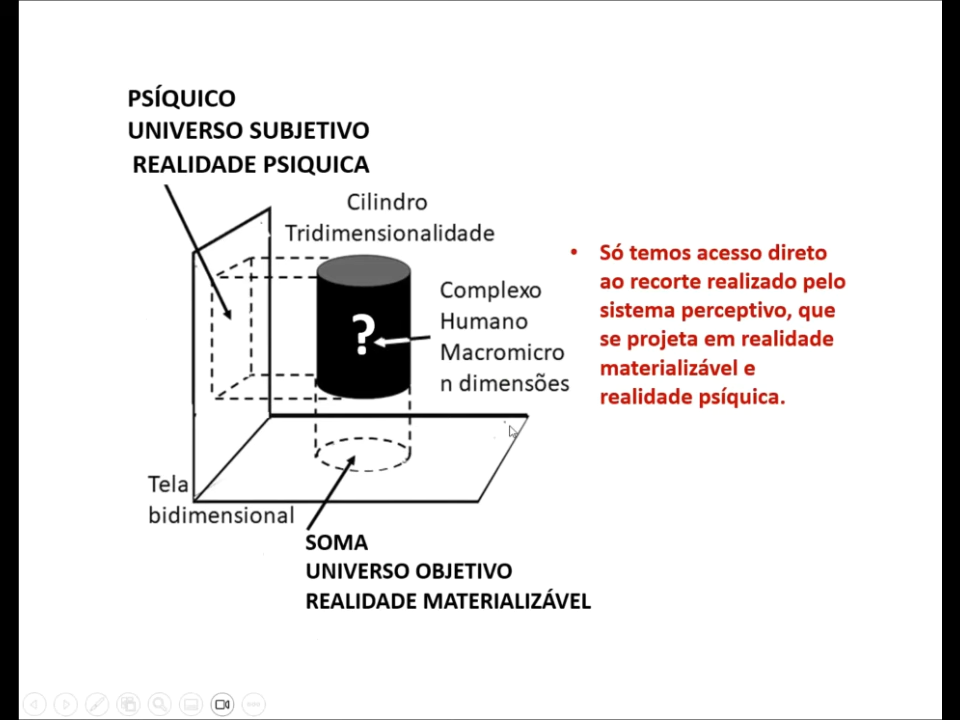 PSÍQUICO
UNIVERSO SUBJETIVO
REALIDADE PSIQUICA
Cilindro
Tridimensionalidade
?
Complexo
Humano
Macromicro
n dimensões
• Só temos acesso direto
ao recorte realizado pelo
sistema perceptivo, que
se projeta em realidade
materializável e
realidade psíquica.
Tela
bidimensional
SOMA
UNIVERSO OBJETIVO
REALIDADE MATERIALIZÁVEL